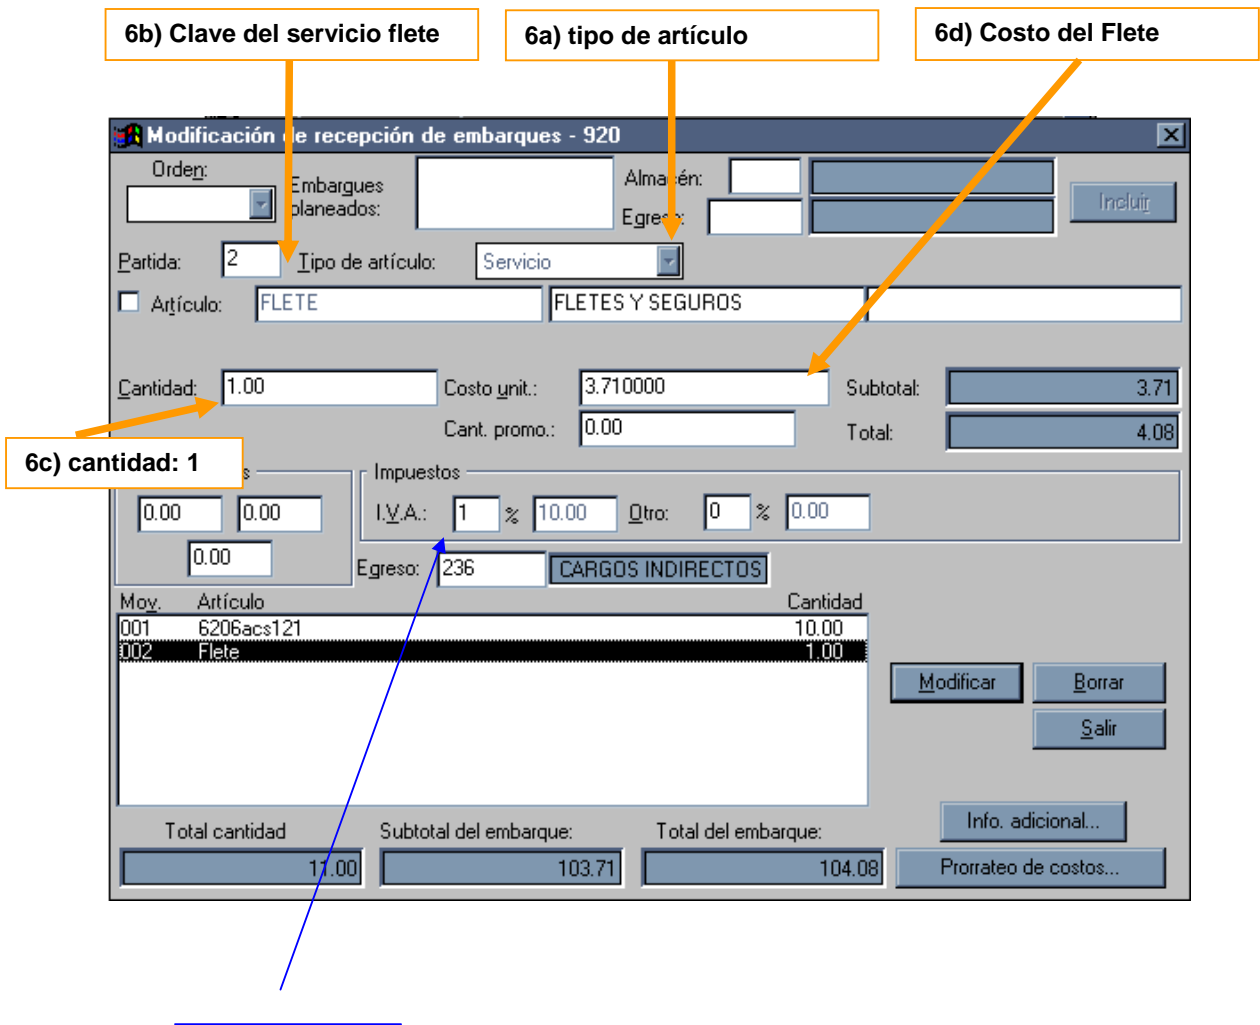 6b) Clave del servicio flete
6a) tipo de artículo
6d) Costo del Flete
Modificación de recepción de embarques - 920
Orden:
Embarques planeados:
Almacén:
Egreso:
Incluir
Partida: 2 Tipo de artículo: Servicio
Artículo: FLETE FLETES Y SEGUROS
Cantidad: 1.00 Costo unit.: 3.710000 Subtotal: 3.71
Cant. promo.: 0.00 Total: 4.08
6c) cantidad: 1
Impuestos
0.00 0.00 I.V.A.: 1 % 10.00 Otro: 0 % 0.00
0.00
Egreso: 236 CARGOS INDIRECTOS
Mov. Artículo Cantidad
001 6206acs121 10.00
002 Flete 1.00
Modificar Borrar
Salir
Info. adicional...
Total cantidad Subtotal del embarque: Total del embarque:
11.00 103.71 104.08 Prorrateo de costos...